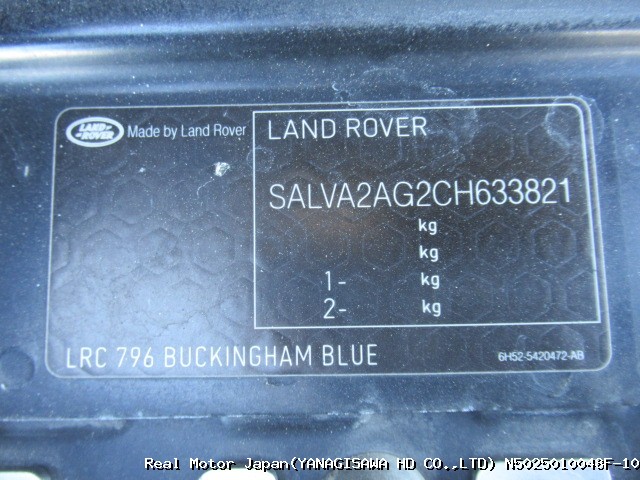 LAND ROVER
Made by Land Rover
LAND ROVER
SALVA2AG2CH633821
kg
kg
1- kg
2- kg
LRC 796 BUCKINGHAM BLUE
6H52-5420472-AB
Real Motor Japan(YANAGISAWA HD CO.,LTD) N5025010048F-10